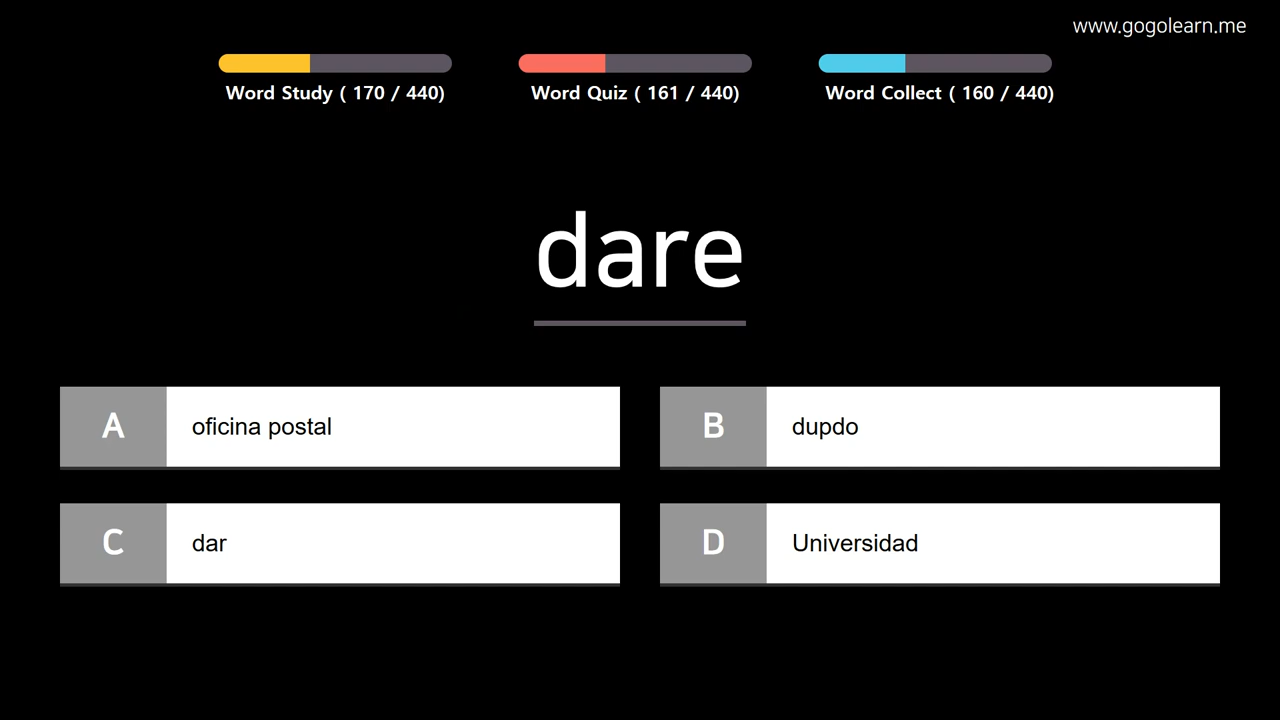 www.gogolearn.me
Word Study ( 170 / 440)
Word Quiz ( 161 / 440)
Word Collect ( 160 / 440)
dare
A oficina postal
B dupdo
C dar
D Universidad